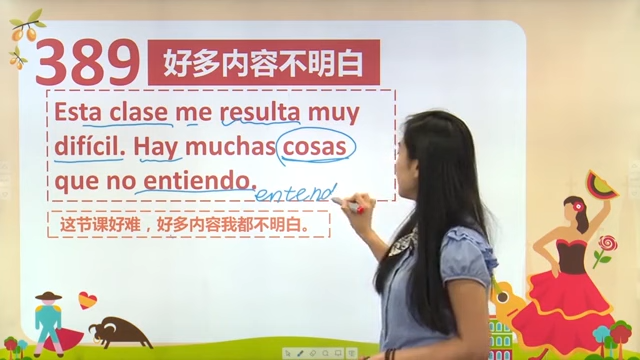 389 好多内容不明白
Esta clase me resulta muy
difícil. Hay muchas cosas
que no entiendo.
entend
这节课好难，好多内容我都不明白。